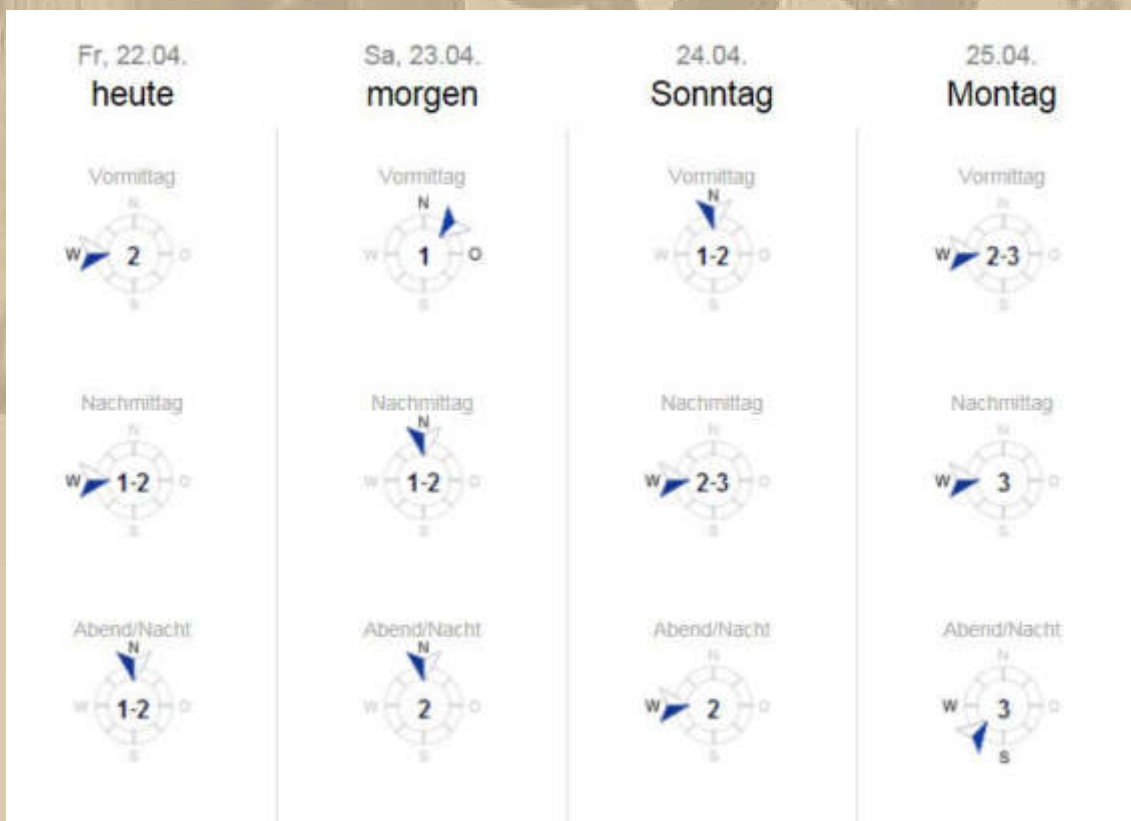 Fr, 22.04.
heute
Vormittag
N
W 2 O
S
Nachmittag
N
W 1-2 O
S
Abend/Nacht
N
W 1-2 O
S
Sa, 23.04.
morgen
Vormittag
N
W 1 O
S
Nachmittag
N
W 1-2 O
S
Abend/Nacht
N
W 2 O
S
24.04.
Sonntag
Vormittag
N
W 1-2 O
S
Nachmittag
N
W 2-3 O
S
Abend/Nacht
N
W 2 O
S
25.04.
Montag
Vormittag
N
W 2-3 O
S
Nachmittag
N
W 3 O
S
Abend/Nacht
N
W 3 O
S